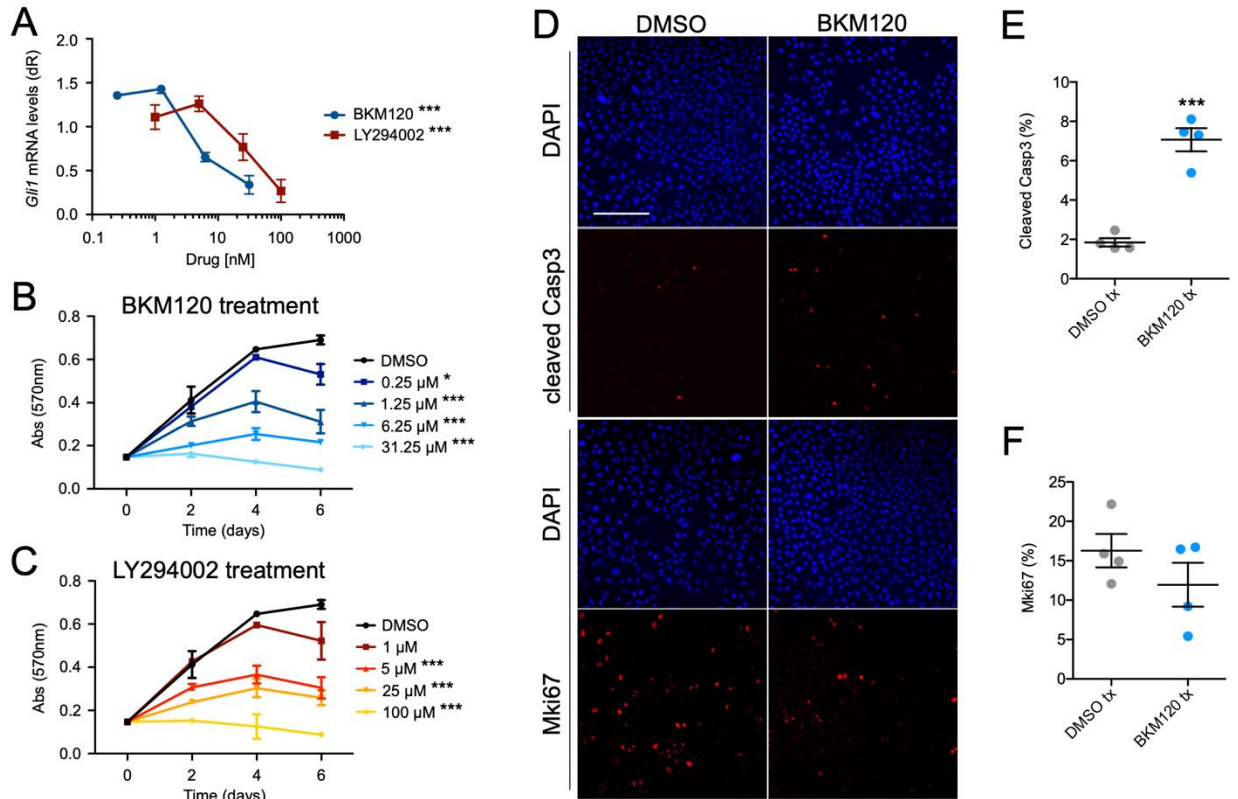 A
2.0
1.5
1.0
0.5
0.0
Gli1 mRNA levels (dR)
0.1 1 10 100 1000
Drug [nM]
BKM120 ***
LY294002 ***
B
BKM120 treatment
0.8
0.6
0.4
0.2
0.0
Abs (570nm)
0 2 4 6
Time (days)
DMSO
0.25 µM *
1.25 µM ***
6.25 µM ***
31.25 µM ***
C
LY294002 treatment
0.8
0.6
0.4
0.2
0.0
Abs (570nm)
0 2 4 6
Time (days)
DMSO
1 µM
5 µM ***
25 µM ***
100 µM ***
D
DMSO BKM120
DAPI
cleaved Casp3
DAPI
Mki67
E
10
8
6
4
2
0
Cleaved Casp3 (%)
***
DMSO tx
BKM120 tx
F
25
20
15
10
5
0
Mki67 (%)
DMSO tx
BKM120 tx